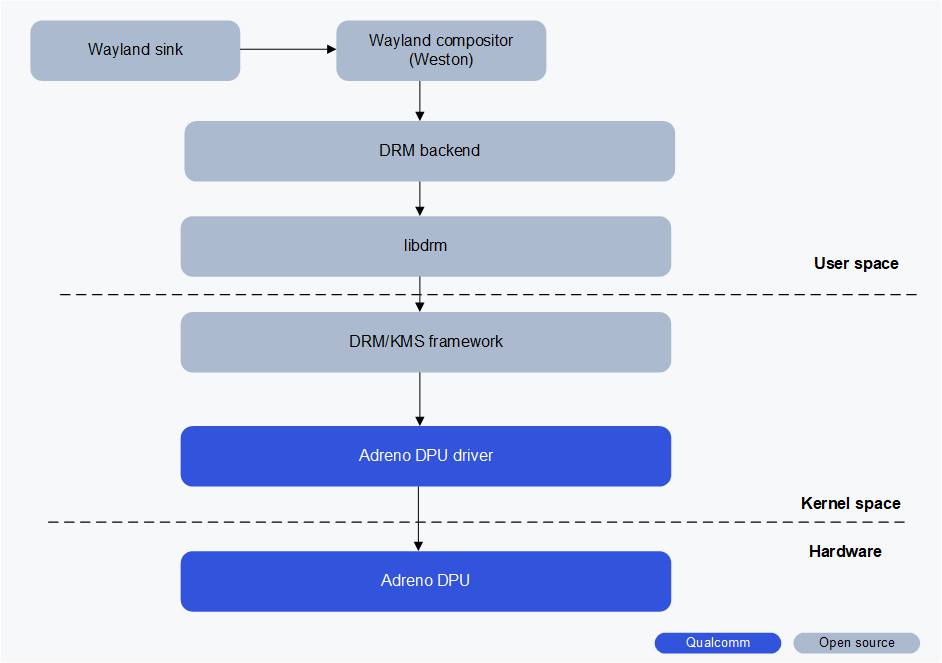 Wayland sink
Wayland compositor
(Weston)
DRM backend
libdrm
User space
DRM/KMS framework
Adreno DPU driver
Kernel space
Hardware
Adreno DPU
Qualcomm
Open source